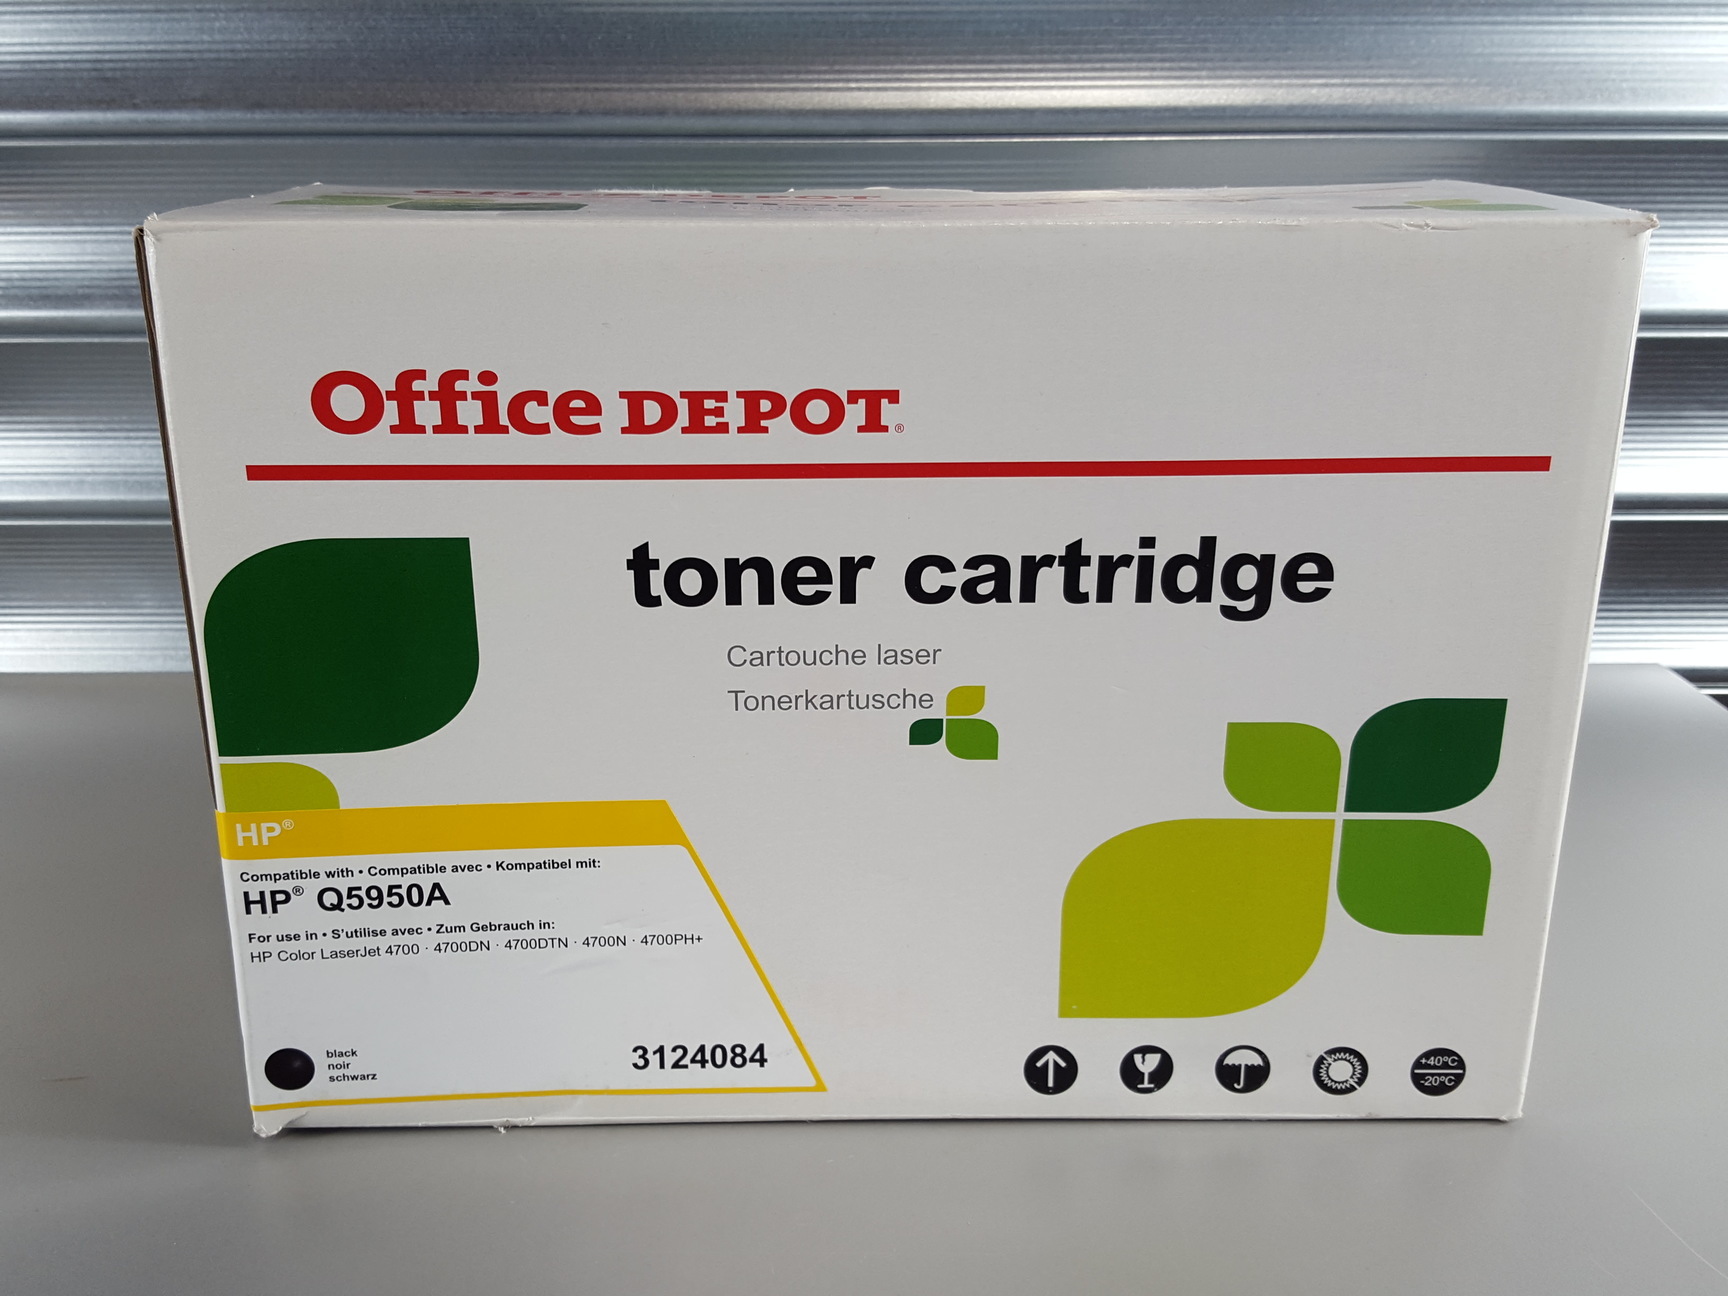 Office DEPOT®
toner cartridge
Cartouche laser
Tonerkartusche
HP®
Compatible with • Compatible avec • Kompatibel mit:
HP® Q5950A
For use in • S'utilise avec • Zum Gebrauch in:
HP Color LaserJet 4700 · 4700DN · 4700DTN · 4700N · 4700PH+
black
noir
schwarz
3124084
+40°C
-20°C